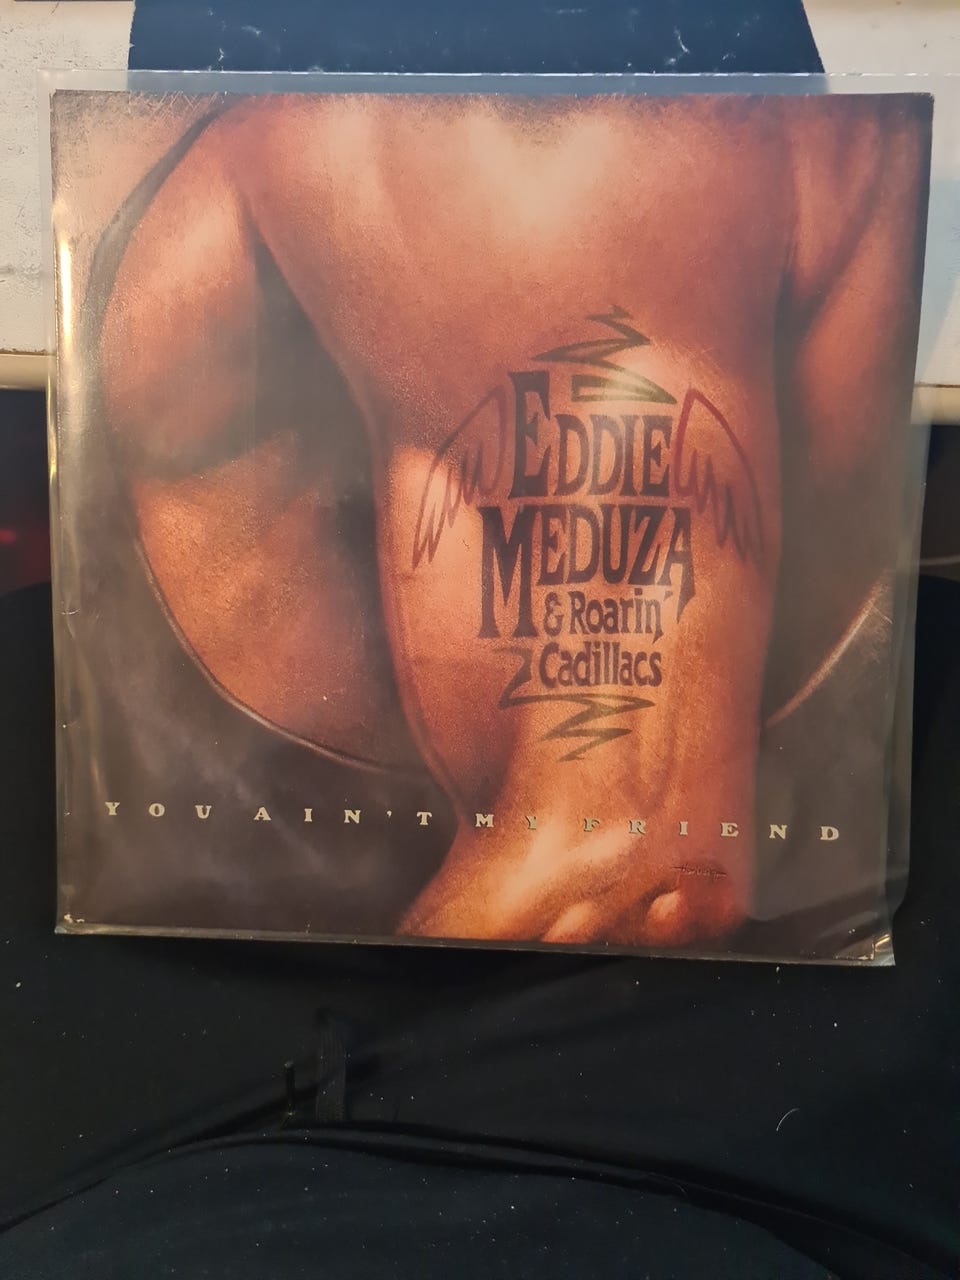 EDDIE
MEDUZA
& Roarin'
Cadillacs
YOU AIN'T MY FRIEND